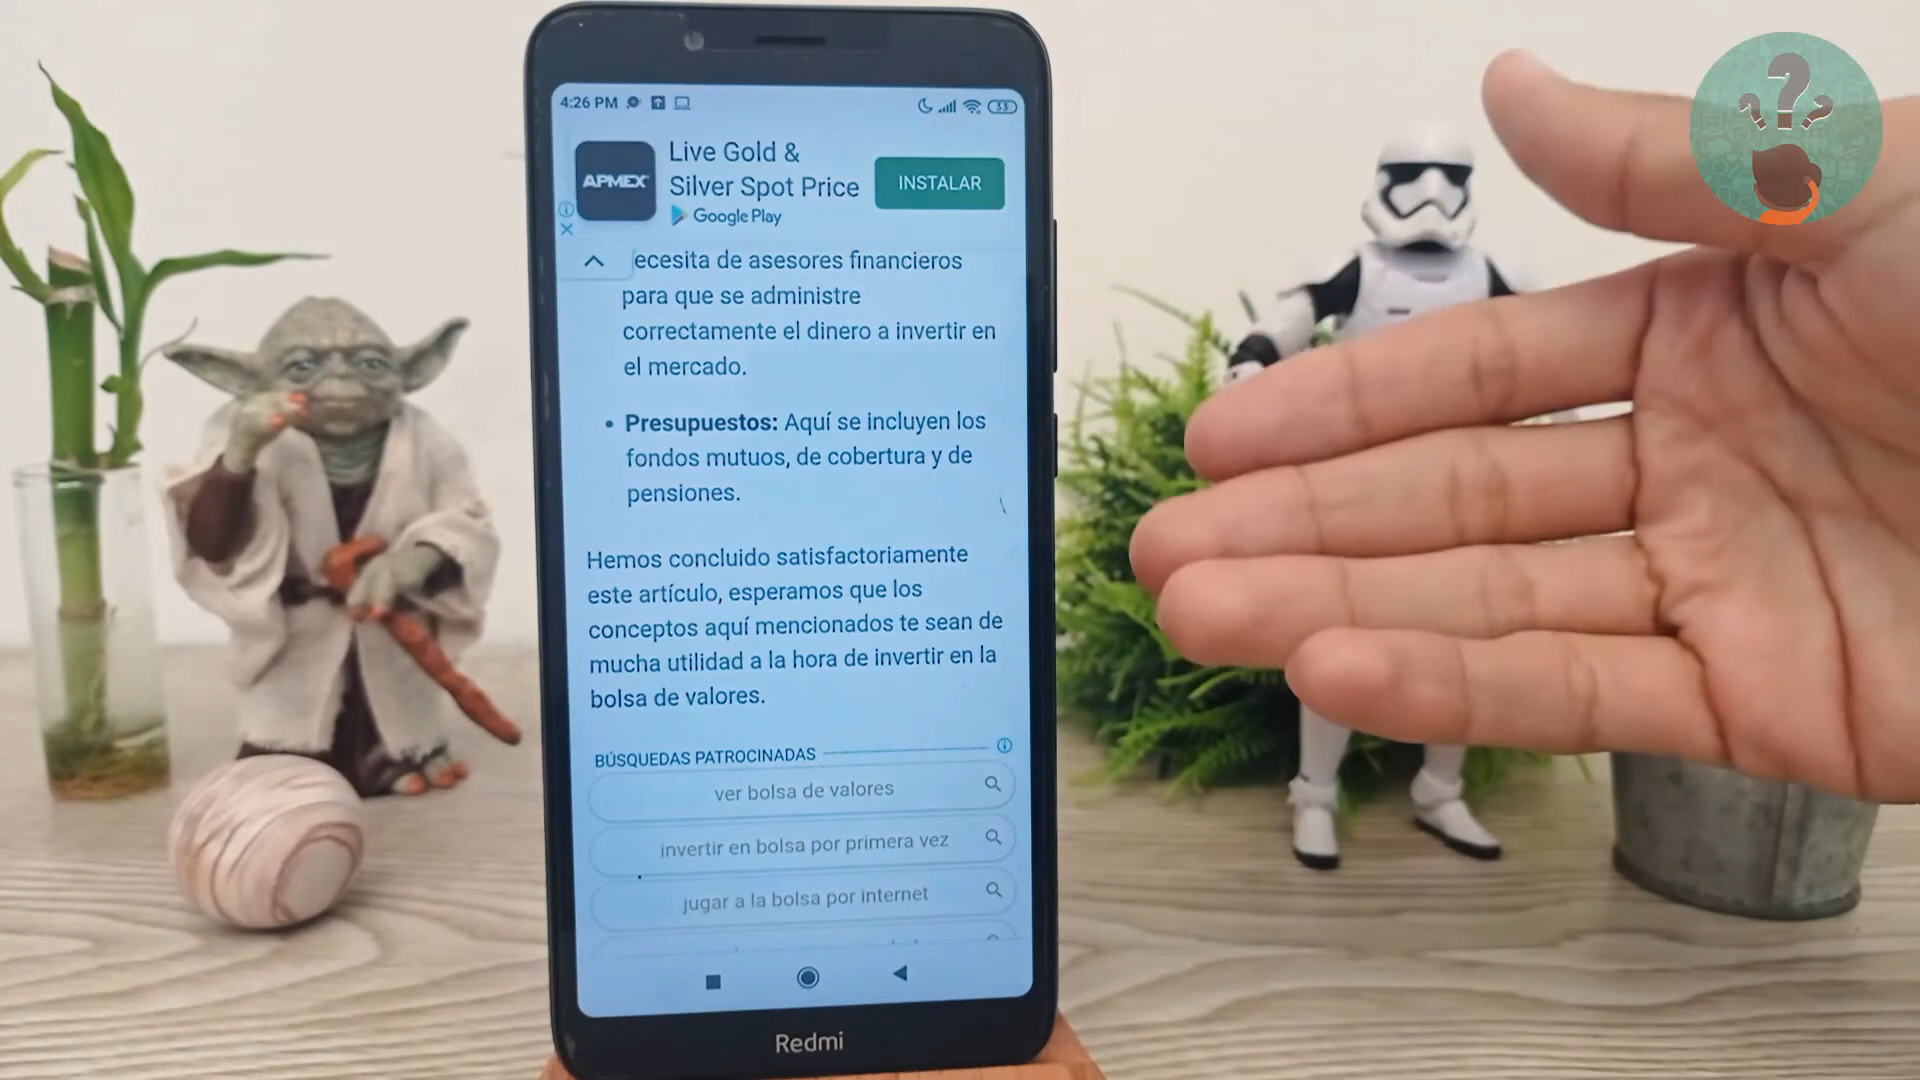 4:26 PM
33
Live Gold &
Silver Spot Price
Google Play
APMEX
INSTALAR
ecesita de asesores financieros
para que se administre
correctamente el dinero a invertir en
el mercado.
• Presupuestos: Aquí se incluyen los
fondos mutuos, de cobertura y de
pensiones.
Hemos concluido satisfactoriamente
este artículo, esperamos que los
conceptos aquí mencionados te sean de
mucha utilidad a la hora de invertir en la
bolsa de valores.
BÚSQUEDAS PATROCINADAS
ver bolsa de valores
invertir en bolsa por primera vez
jugar a la bolsa por internet
Redmi